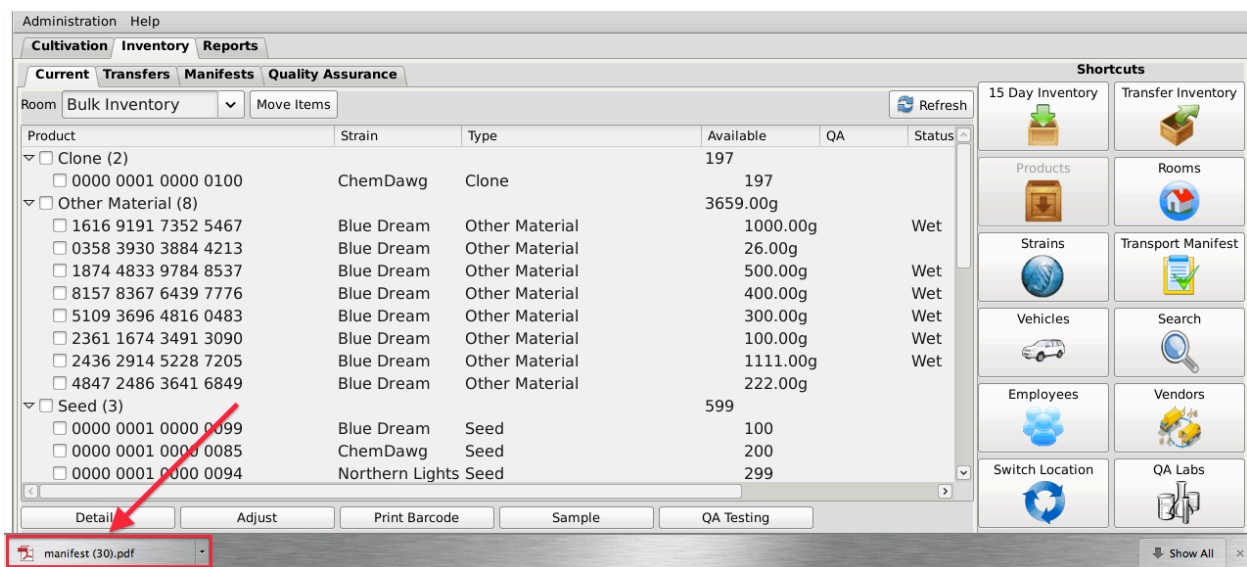 Administration Help
Cultivation Inventory Reports
Current Transfers Manifests Quality Assurance
Room Bulk Inventory Move Items Refresh
Product Strain Type Available QA Status
Clone (2) 197
0000 0001 0000 0100 ChemDawg Clone 197
Other Material (8) 3659.00g
1616 9191 7352 5467 Blue Dream Other Material 1000.00g Wet
0358 3930 3884 4213 Blue Dream Other Material 26.00g
1874 4833 9784 8537 Blue Dream Other Material 500.00g Wet
8157 8367 6439 7776 Blue Dream Other Material 400.00g Wet
5109 3696 4816 0483 Blue Dream Other Material 300.00g Wet
2361 1674 3491 3090 Blue Dream Other Material 100.00g Wet
2436 2914 5228 7205 Blue Dream Other Material 1111.00g Wet
4847 2486 3641 6849 Blue Dream Other Material 222.00g
Seed (3) 599
0000 0001 0000 0099 Blue Dream Seed 100
0000 0001 0000 0085 ChemDawg Seed 200
0000 0001 0000 0094 Northern Lights Seed 299
Detail Adjust Print Barcode Sample QA Testing
Shortcuts
15 Day Inventory Transfer Inventory
Products Rooms
Strains Transport Manifest
Vehicles Search
Employees Vendors
Switch Location QA Labs
manifest (30).pdf Show All